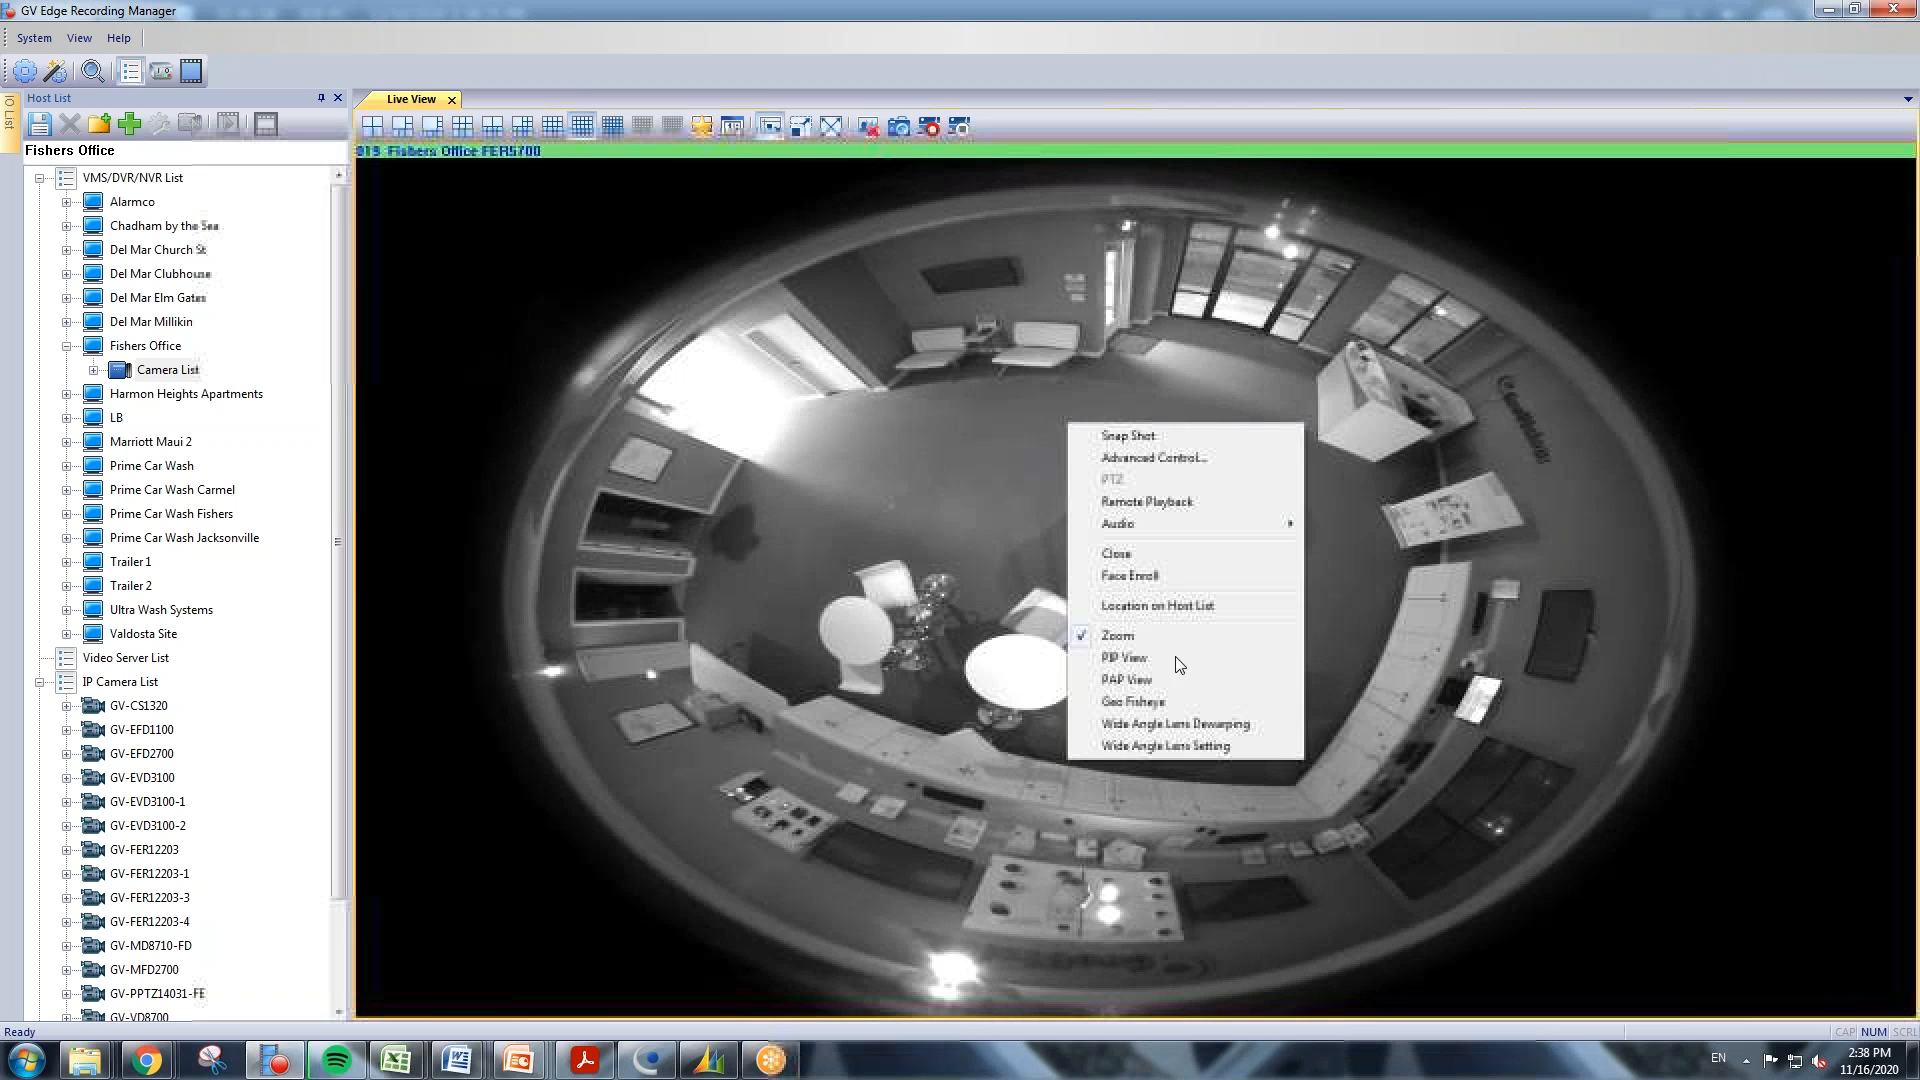 GV Edge Recording Manager
System View Help
IO List
Host List
Live View
Fishers Office
015 Fishers Office FER5700
VMS/DVR/NVR List
Alarmco
Chadham by the Sea
Del Mar Church St
Del Mar Clubhouse
Del Mar Elm Gates
Del Mar Millikin
Fishers Office
Camera List
Harmon Heights Apartments
LB
Marriott Maui 2
Prime Car Wash
Prime Car Wash Carmel
Prime Car Wash Fishers
Prime Car Wash Jacksonville
Trailer 1
Trailer 2
Ultra Wash Systems
Valdosta Site
Video Server List
IP Camera List
GV-CS1320
GV-EFD1100
GV-EFD2700
GV-EVD3100
GV-EVD3100-1
GV-EVD3100-2
GV-FER12203
GV-FER12203-1
GV-FER12203-3
GV-FER12203-4
GV-MD8710-FD
GV-MFD2700
GV-PPTZ14031-FE
GV-VD8700
Snap Shot
Advanced Control...
PTZ
Remote Playback
Audio
Close
Face Enroll
Location on Host List
Zoom
PIP View
PAP View
Geo Fisheye
Wide Angle Lens Dewarping
Wide Angle Lens Setting
Ready
CAP NUM SCRL
EN
2:38 PM
11/16/2020